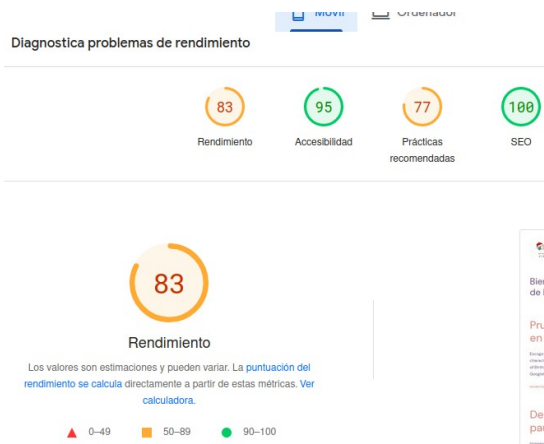 Móvil Ordenador
Diagnostica problemas de rendimiento
83 95 77 100
Rendimiento Accesibilidad Prácticas SEO
recomendadas
83
Rendimiento
Los valores son estimaciones y pueden variar. La puntuación del
rendimiento se calcula directamente a partir de estas métricas. Ver
calculadora.
0–49 50–89 90–100